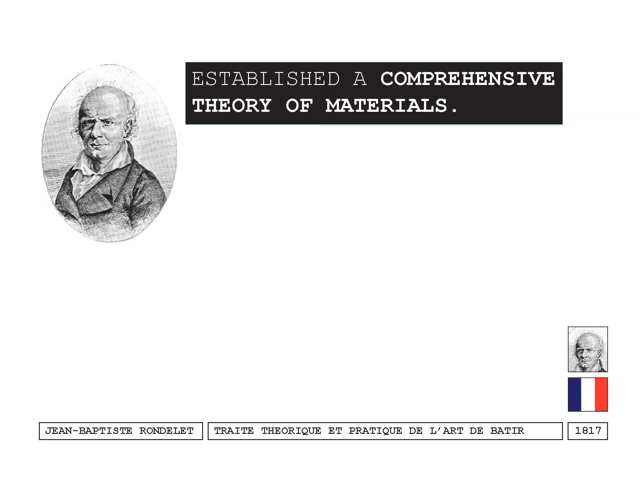 ESTABLISHED A COMPREHENSIVE
THEORY OF MATERIALS.
JEAN-BAPTISTE RONDELET
TRAITE THEORIQUE ET PRATIQUE DE L’ART DE BATIR
1817